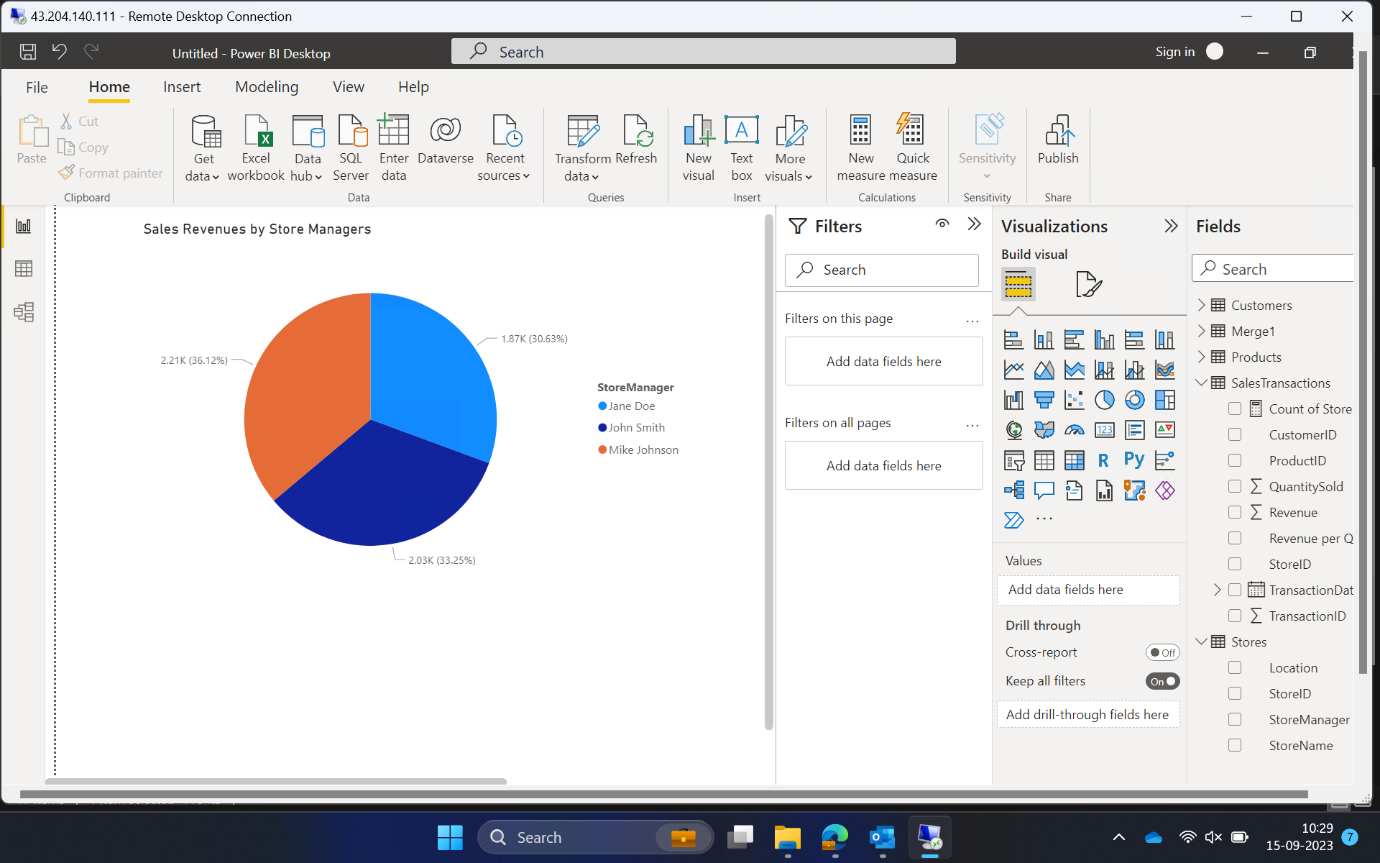 43.204.140.111 - Remote Desktop Connection
Untitled - Power BI Desktop
Search
Sign in
File
Home
Insert
Modeling
View
Help
Paste
Cut
Copy
Format painter
Clipboard
Get data
Excel workbook
Data hub
SQL Server
Enter data
Dataverse
Recent sources
Data
Transform data
Refresh
Queries
New visual
Text box
More visuals
Insert
New measure
Quick measure
Calculations
Sensitivity
Sensitivity
Publish
Share
Sales Revenues by Store Managers
1.87K (30.63%)
2.21K (36.12%)
2.03K (33.25%)
StoreManager
Jane Doe
John Smith
Mike Johnson
Filters
Search
Filters on this page
...
Add data fields here
Filters on all pages
...
Add data fields here
Visualizations
Build visual
123
R
Py
...
Values
Add data fields here
Drill through
Cross-report
Off
Keep all filters
On
Add drill-through fields here
Fields
Search
Customers
Merge1
Products
SalesTransactions
Count of Store
CustomerID
ProductID
QuantitySold
Revenue
Revenue per Q
StoreID
TransactionDat
TransactionID
Stores
Location
StoreID
StoreManager
StoreName
Search
10:29
15-09-2023
7